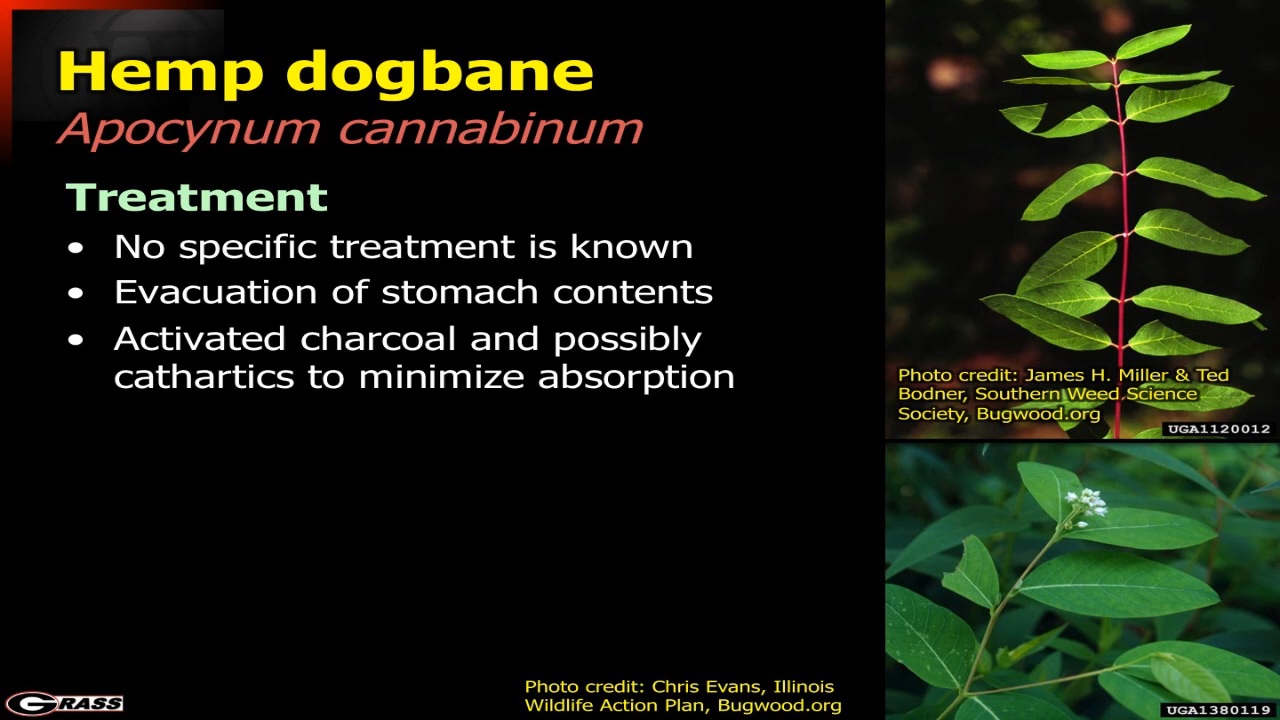 Hemp dogbane
Apocynum cannabinum
Treatment
• No specific treatment is known
• Evacuation of stomach contents
• Activated charcoal and possibly
cathartics to minimize absorption
Photo credit: James H. Miller & Ted
Bodner, Southern Weed Science
Society, Bugwood.org
UGA1120012
Photo credit: Chris Evans, Illinois
Wildlife Action Plan, Bugwood.org
UGA1380119
GRASS